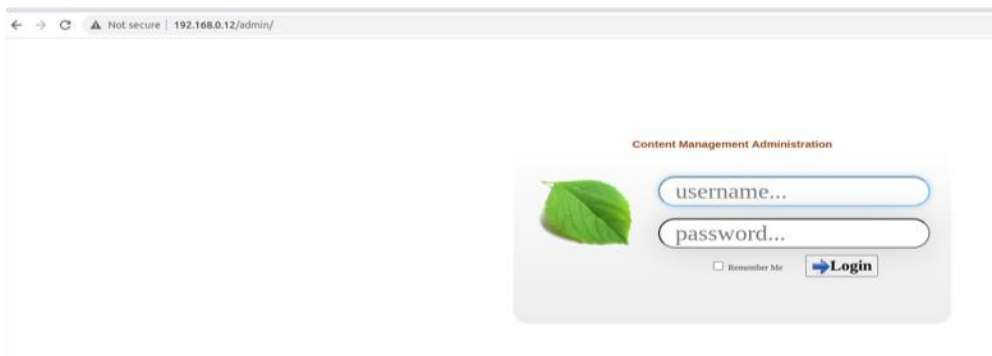 Not secure | 192.168.0.12/admin/
Content Management Administration
username...
password...
Remember Me
Login